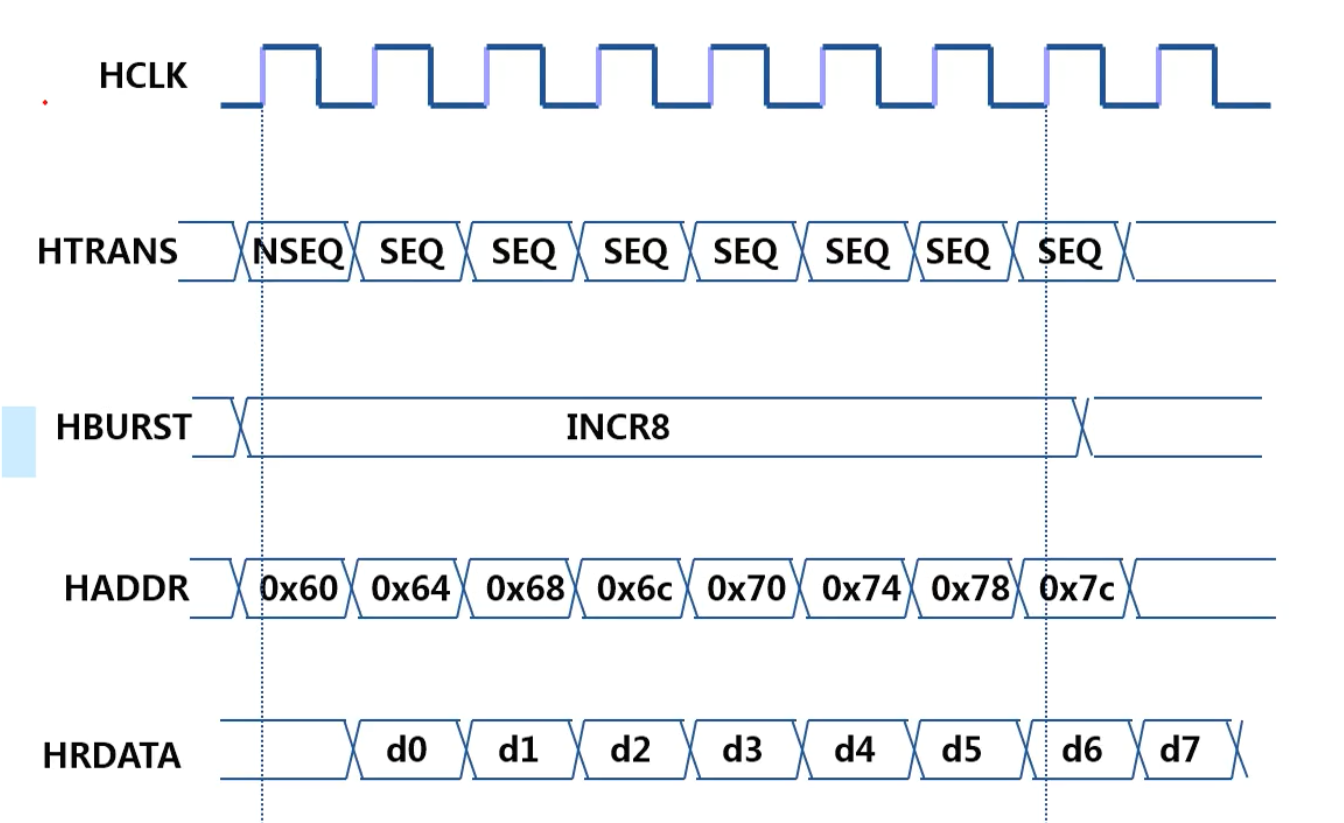 HCLK
HTRANS NSEQ SEQ SEQ SEQ SEQ SEQ SEQ SEQ
HBURST INCR8
HADDR 0x60 0x64 0x68 0x6c 0x70 0x74 0x78 0x7c
HRDATA d0 d1 d2 d3 d4 d5 d6 d7